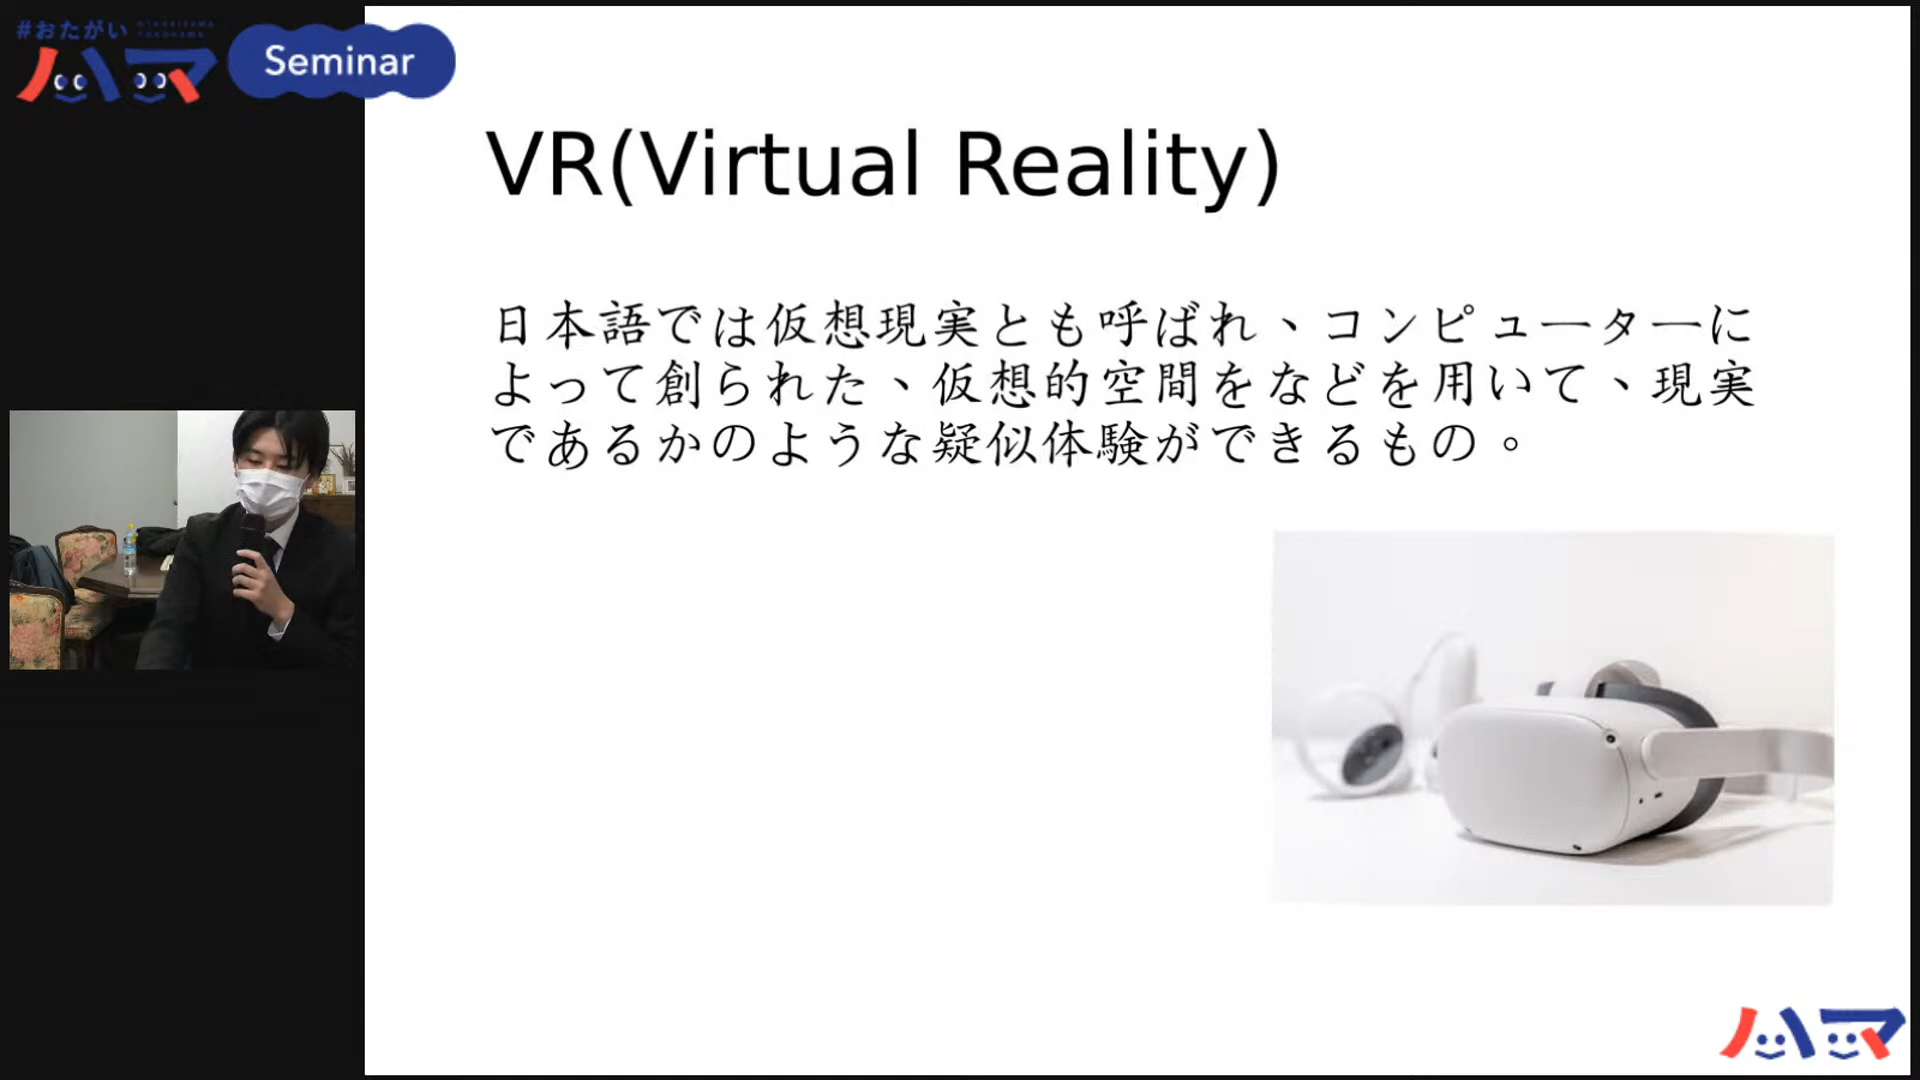 #おたがい
ハマ
Seminar
VR(Virtual Reality)
日本語では仮想現実とも呼ばれ、コンピューターに
よって創られた、仮想的空間をなどを用いて、現実
であるかのような疑似体験ができるもの。
ハマ